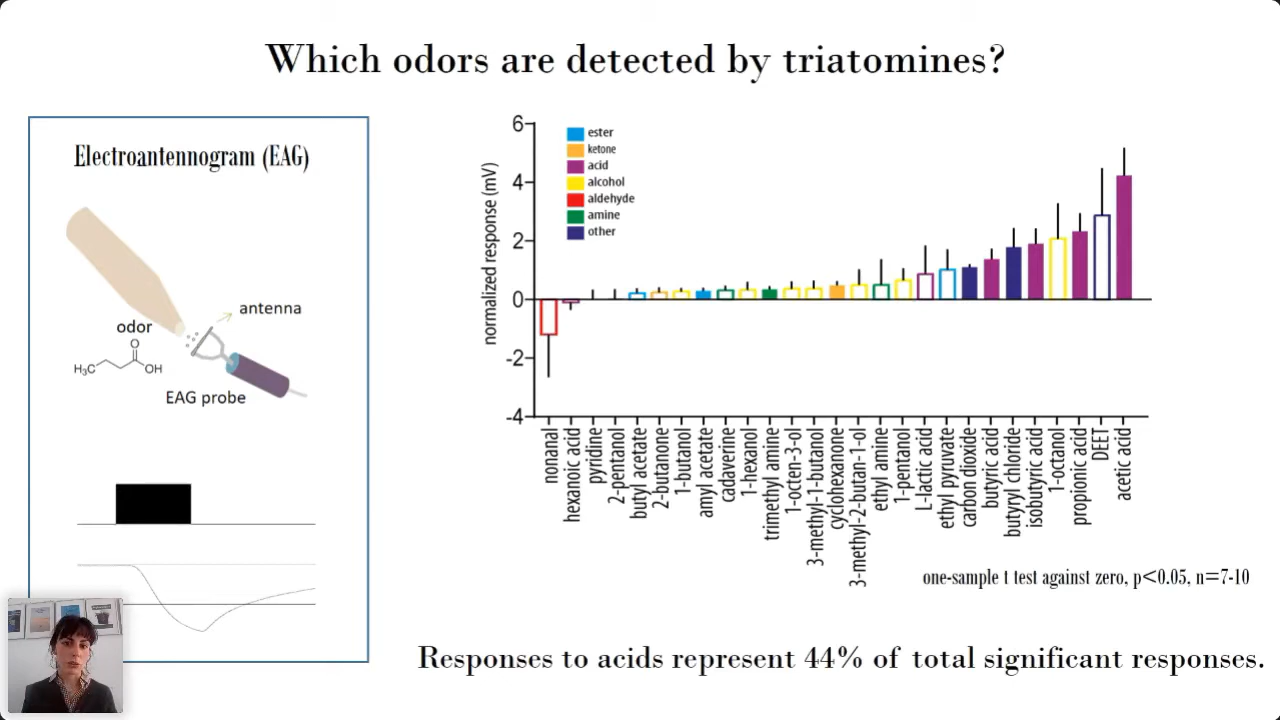 Which odors are detected by triatomines?
Electroantennogram (EAG)
antenna
odor
O
H₃C
OH
EAG probe
6
4
2
0
-2
-4
normalized response (mV)
ester
ketone
acid
alcohol
aldehyde
amine
other
nonanal
hexanoic acid
pyridine
2-pentanol
butyl acetate
2-butanone
1-butanol
amyl acetate
cadaverine
1-hexanol
trimethyl amine
1-octen-3-ol
3-methyl-1-butanol
cyclohexanone
3-methyl-2-butan-1-ol
ethyl amine
1-pentanol
L-lactic acid
ethyl pyruvate
carbon dioxide
butyric acid
butyryl chloride
isobutyric acid
1-octanol
propionic acid
DEET
acetic acid
one-sample t test against zero, p<0.05, n=7-10
Responses to acids represent 44% of total significant responses.